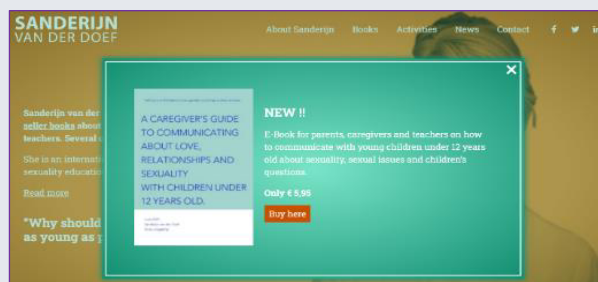 SANDERIJN
VAN DER DOEF
About Sanderijn Books Activities News Contact
Sanderijn van der
seller books about
teachers. Several
She is an internat
sexuality educatio
Read more
"Why should
as young as p
A CAREGIVER'S GUIDE
TO COMMUNICATING
ABOUT LOVE,
RELATIONSHIPS AND
SEXUALITY
WITH CHILDREN UNDER
12 YEARS OLD.
NEW !!
E-Book for parents, caregivers and teachers on how
to communicate with young children under 12 years
old about sexuality, sexual issues and children's
questions.
Only € 5,95
Buy here